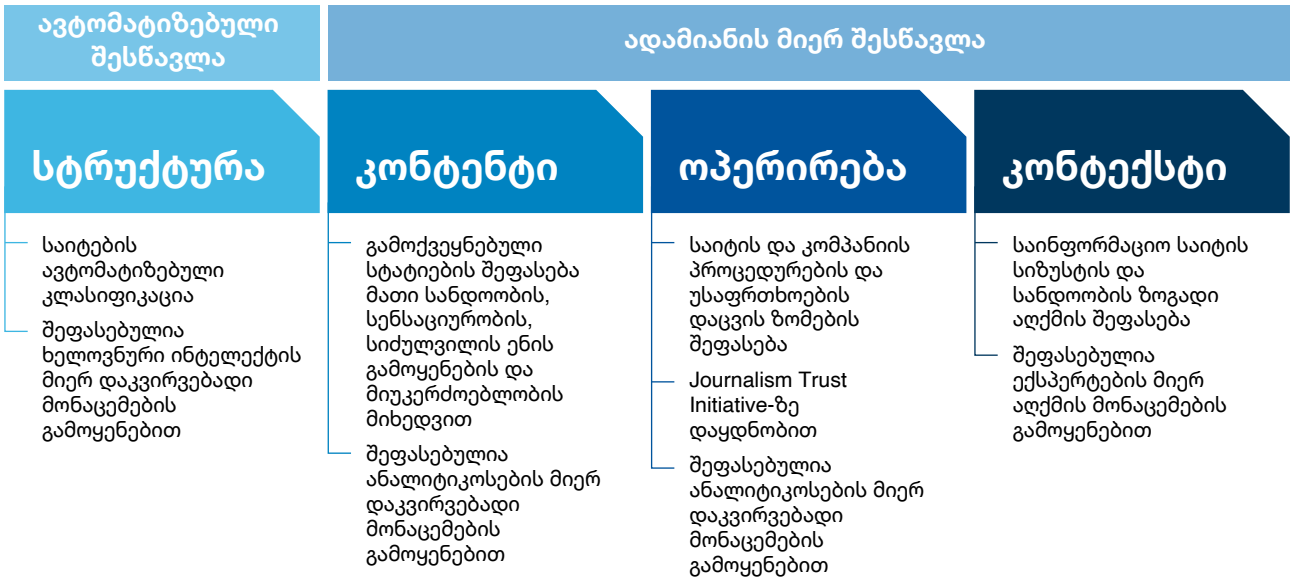 ავტომატიზებული
შესწავლა
ადამიანის მიერ შესწავლა
სტრუქტურა
საიტების
ავტომატიზებული
კლასიფიკაცია
შეფასებულია
ხელოვნური ინტელექტის
მიერ დაკვირვებადი
მონაცემების
გამოყენებით
კონტენტი
გამოქვეყნებული
სტატიების შეფასება
მათი სანდოობის,
სენსაციურობის,
სიძულვილის ენის
გამოყენების და
მიუკერძოებლობის
მიხედვით
შეფასებულია
ანალიტიკოსების მიერ
დაკვირვებადი
მონაცემების
გამოყენებით
ოპერირება
საიტის და კომპანიის
პროცედურების და
უსაფრთხოების
დაცვის ზომების
შეფასება
Journalism Trust
Initiative-ზე
დაყდნობით
შეფასებულია
ანალიტიკოსების მიერ
დაკვირვებადი
მონაცემების
გამოყენებით
კონტექსტი
საინფორმაციო საიტის
სიზუსტის და
სანდოობის ზოგადი
აღქმის შეფასება
შეფასებულია
ექსპერტების მიერ
აღქმის მონაცემების
გამოყენებით